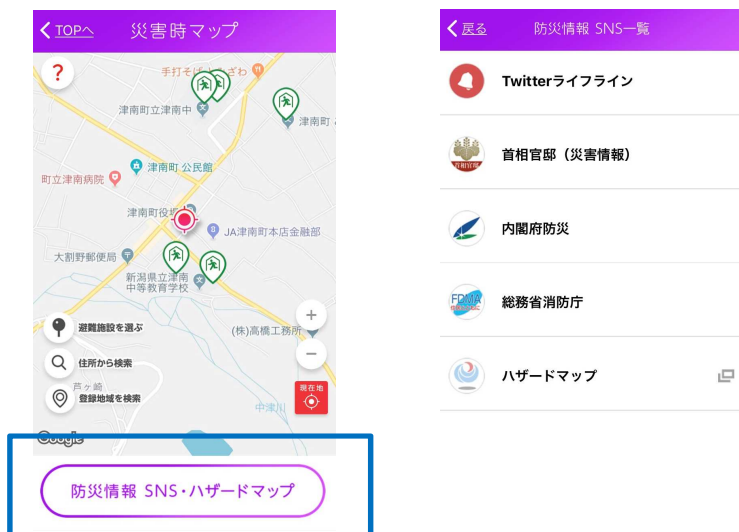 TOPへ
災害時マップ
?
手打そば
ざわ
津南町立津南中
津南町
津南町 公民館
町立津南病院
津南町役場
JA津南町本店金融部
大割野郵便局
新潟県立津南
中等教育学校
+
避難施設を選ぶ
(株)高橋工務所
−
住所から検索
現在地
芦ヶ崎
登録地域を検索
中津川
Google
防災情報 SNS・ハザードマップ
戻る
防災情報 SNS一覧
Twitterライフライン
首相官邸
首相官邸(災害情報)
内閣府防災
FDMA
総務省消防庁
ハザードマップ